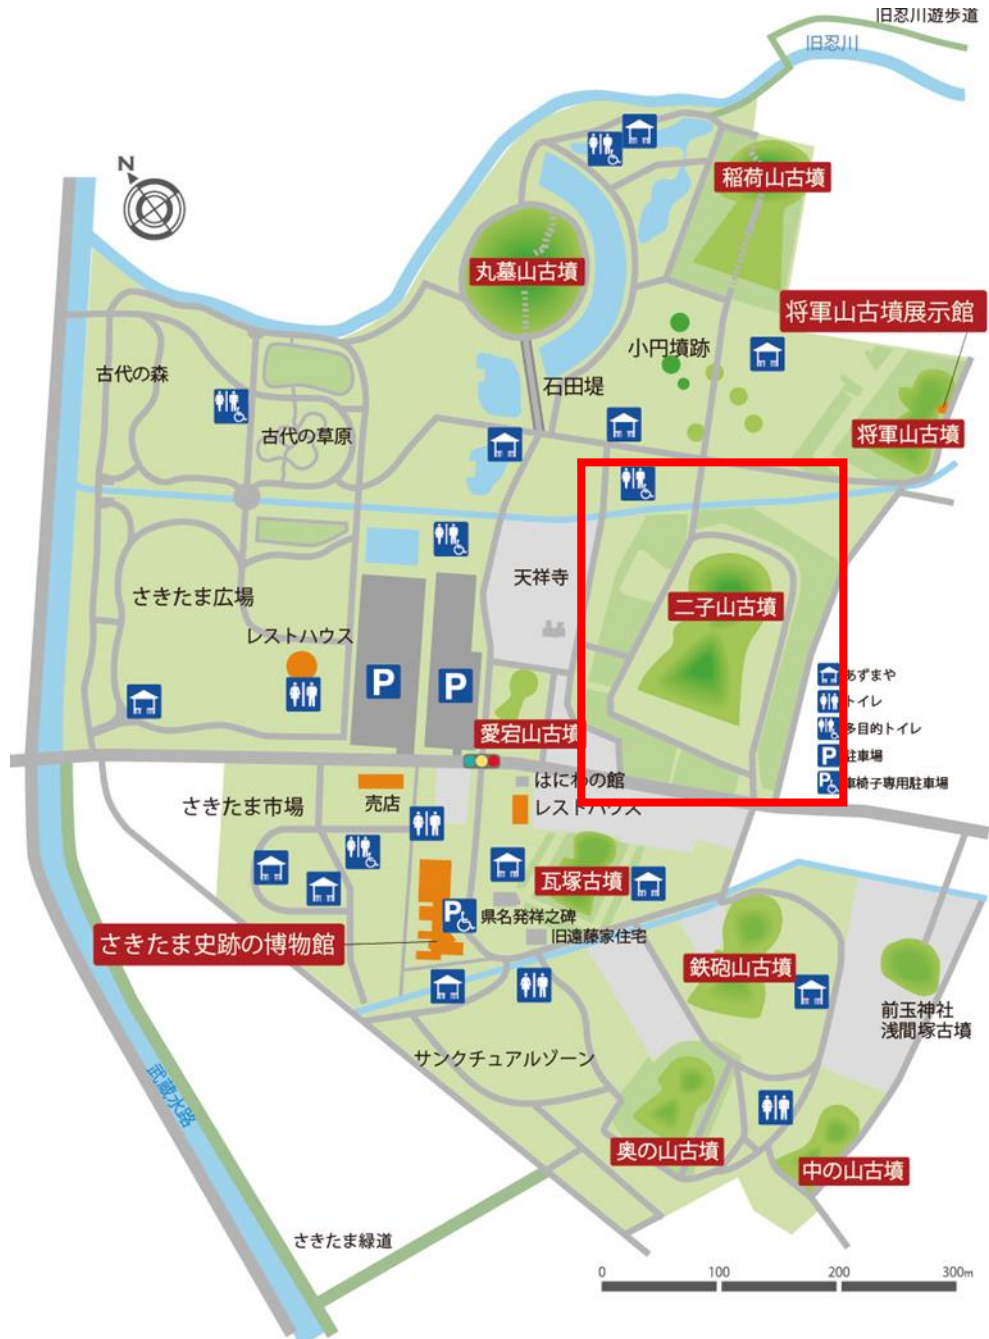 旧忍川遊歩道
旧忍川
N
稲荷山古墳
丸墓山古墳
将軍山古墳展示館
小円墳跡
古代の森
石田堤
古代の草原
将軍山古墳
天祥寺
さきたま広場
二子山古墳
レストハウス
P
P
あずまや
トイレ
多目的トイレ
P
駐車場
P
車椅子専用駐車場
愛宕山古墳
はにわの館
売店
レストハウス
さきたま市場
瓦塚古墳
P
県名発祥之碑
旧遠藤家住宅
さきたま史跡の博物館
鉄砲山古墳
前玉神社
浅間塚古墳
サンクチュアルゾーン
武蔵水路
奥の山古墳
中の山古墳
さきたま緑道
0 100 200 300m